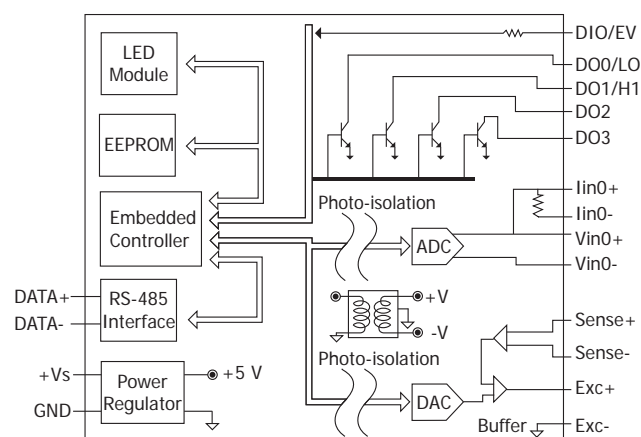 LED
Module
EEPROM
Embedded
Controller
RS-485
Interface
DATA+
DATA-
+Vs
GND
Power
Regulator
+5 V
Photo-isolation
ADC
+V
-V
Photo-isolation
DAC
Buffer
DIO/EV
DO0/LO
DO1/H1
DO2
DO3
Iin0+
Iin0-
Vin0+
Vin0-
Sense+
Sense-
Exc+
Exc-